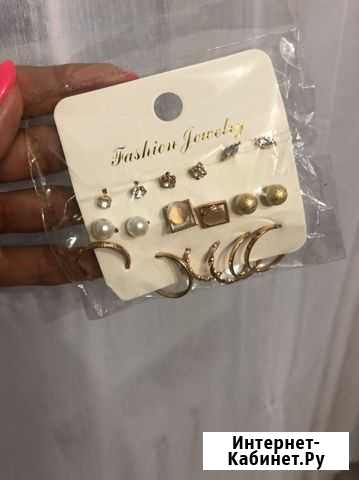 Fashion Jewelry
Интернет-
Кабинет.Ру